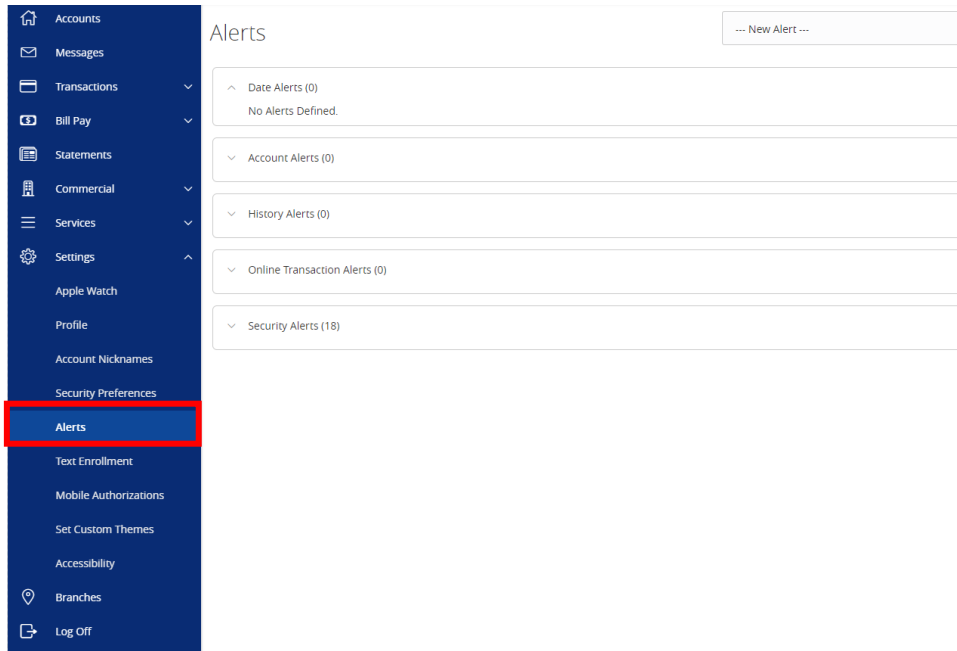 Accounts
Messages
Transactions
Bill Pay
Statements
Commercial
Services
Settings
Apple Watch
Profile
Account Nicknames
Security Preferences
Alerts
Text Enrollment
Mobile Authorizations
Set Custom Themes
Accessibility
Branches
Log Off
Alerts
--- New Alert ---
Date Alerts (0)
No Alerts Defined.
Account Alerts (0)
History Alerts (0)
Online Transaction Alerts (0)
Security Alerts (18)